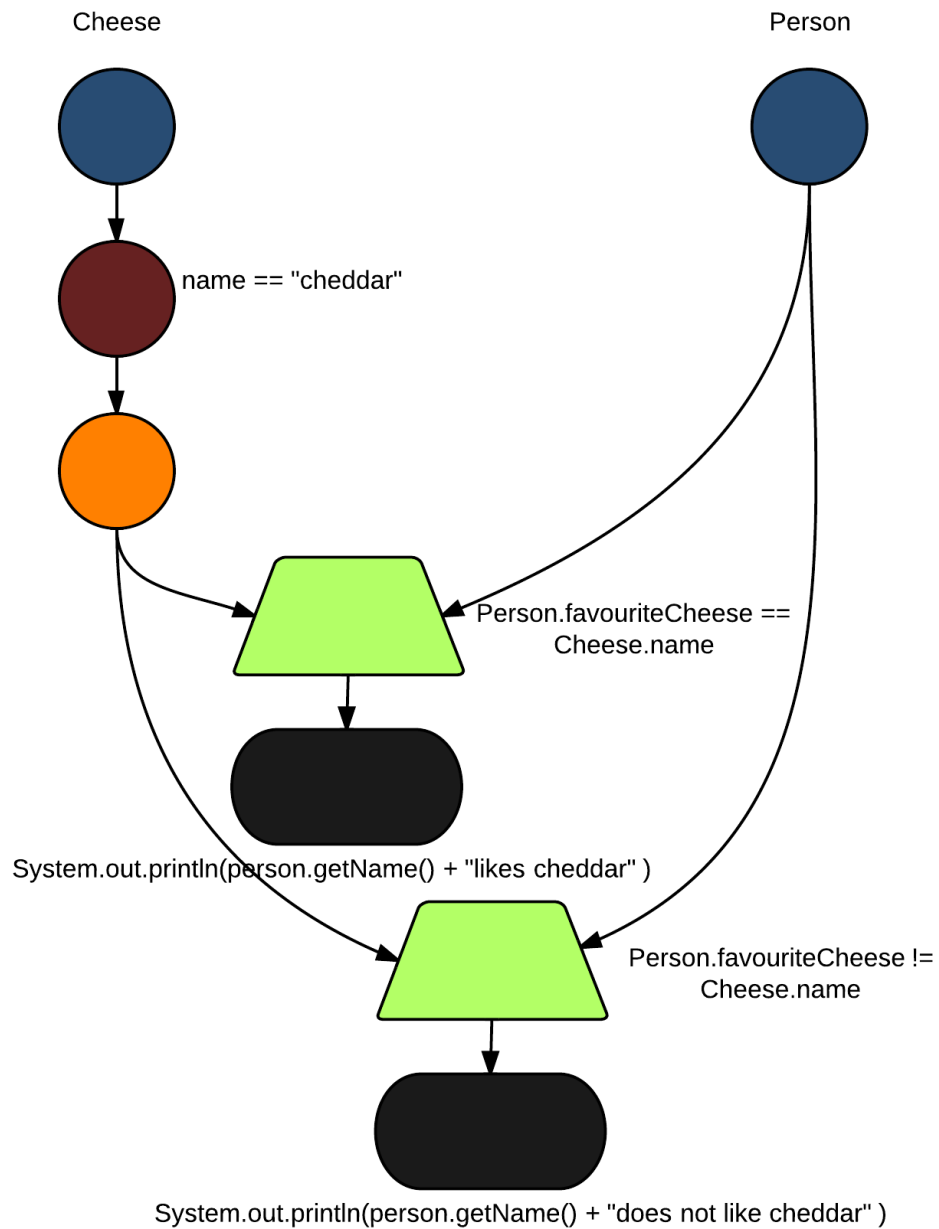 Cheese
Person
name == "cheddar"
Person.favouriteCheese ==
Cheese.name
System.out.println(person.getName() + "likes cheddar" )
Person.favouriteCheese !=
Cheese.name
System.out.println(person.getName() + "does not like cheddar" )